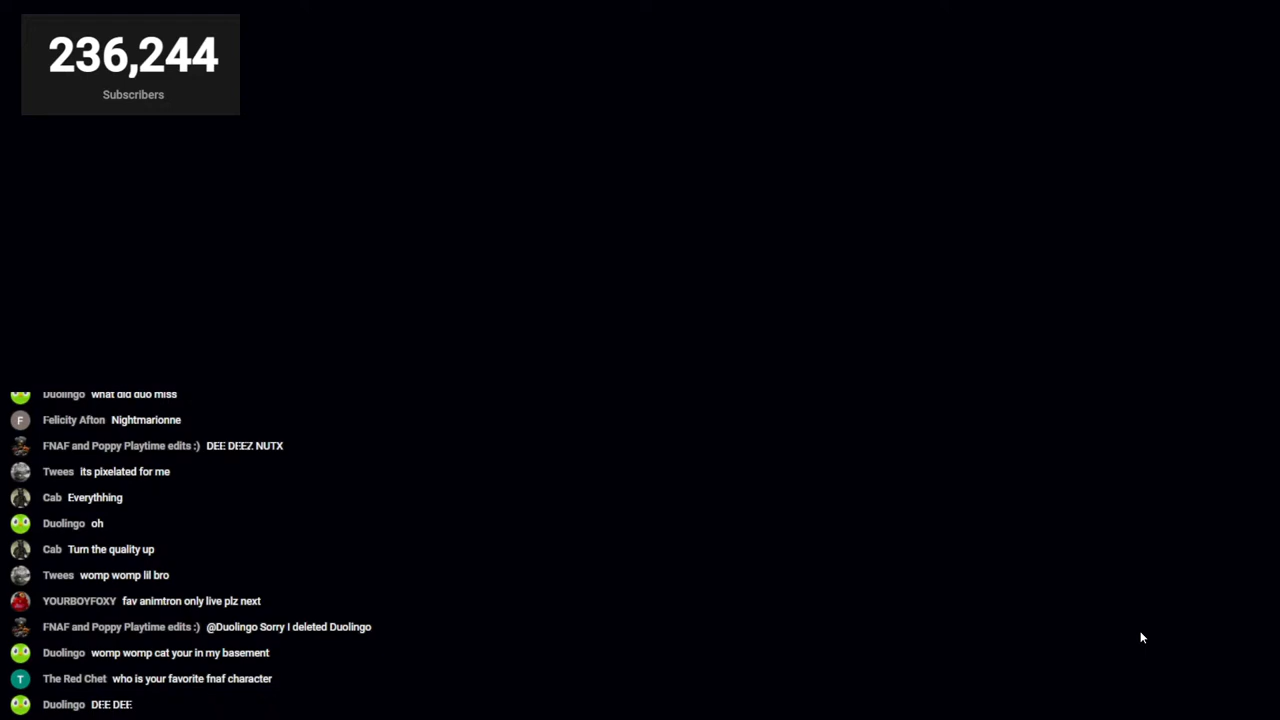 236,244
Subscribers
Duolingo what did duo miss
F Felicity Afton Nightmarionne
FNAF and Poppy Playtime edits :) DEE DEEZ NUTX
Twees its pixelated for me
Cab Everythhing
Duolingo oh
Cab Turn the quality up
Twees womp womp lil bro
YOURBOYFOXY fav animtron only live plz next
FNAF and Poppy Playtime edits :) @Duolingo Sorry I deleted Duolingo
Duolingo womp womp cat your in my basement
T The Red Chet who is your favorite fnaf character
Duolingo DEE DEE